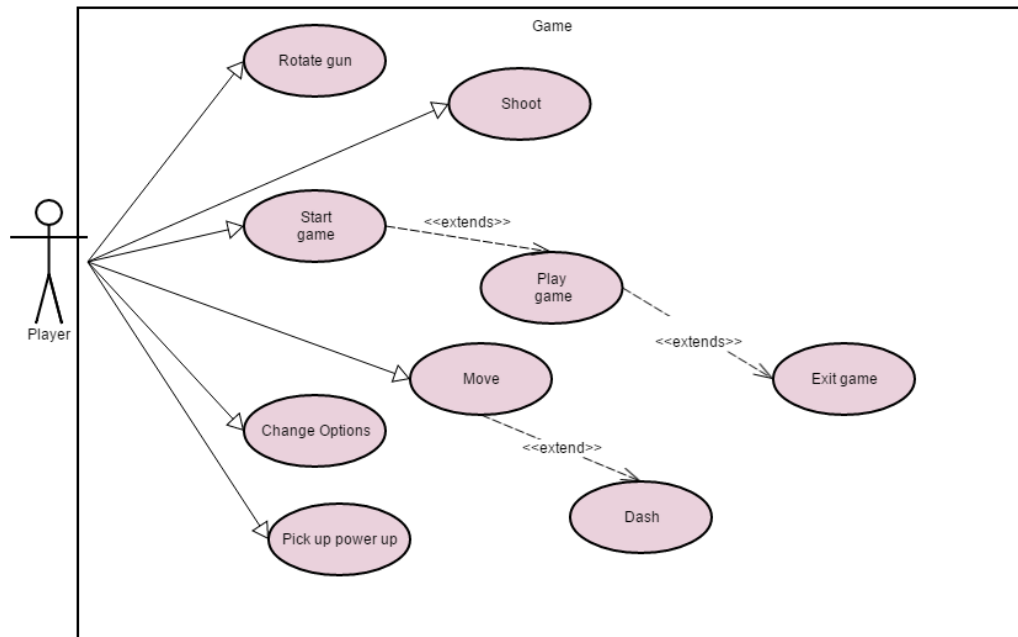 Game
Rotate gun
Shoot
Start
game
<<extends>>
Play
game
Player
<<extends>>
Move
Exit game
Change Options
<<extend>>
Dash
Pick up power up